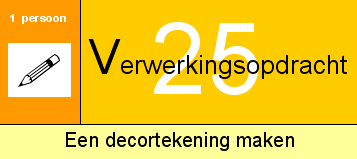 1 persoon
25
Verwerkingsopdracht
Een decortekening maken